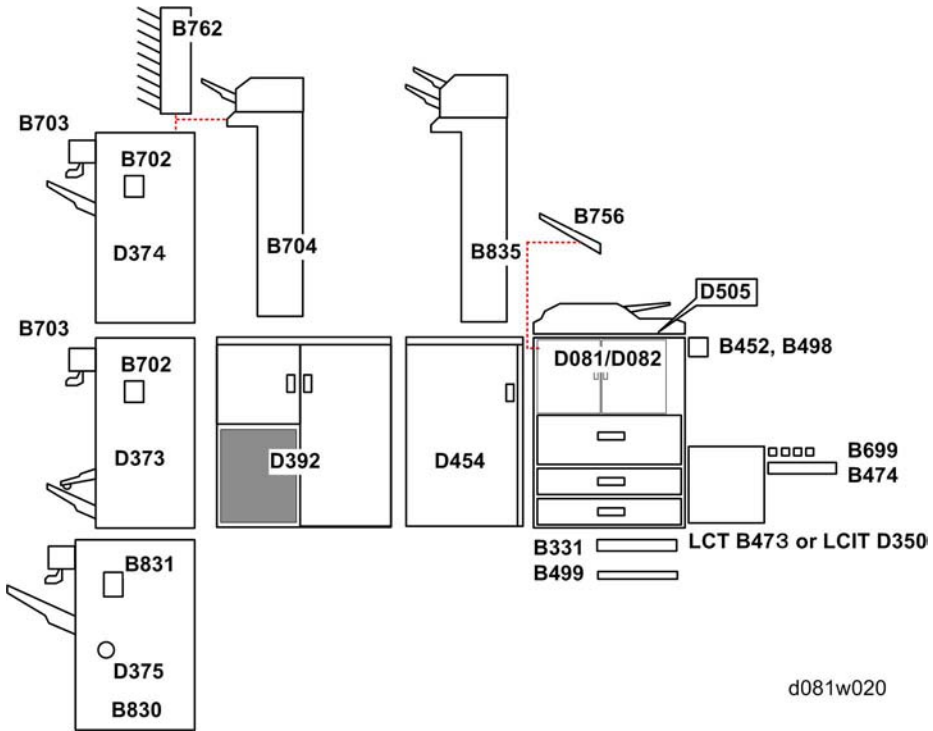 B762
B703
B702
D374
B704
B835
B756
D505
B703
B702
D373
D392
D454
D081/D082
B452, B498
B699
B474
LCT B473 or LCIT D350
B331
B499
B831
D375
B830
d081w020